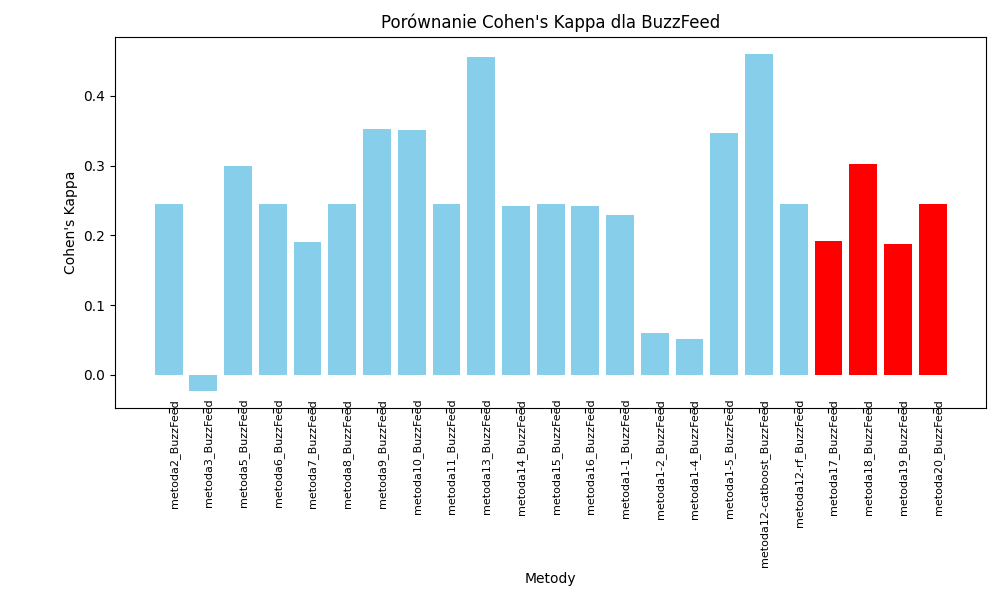 Porównanie Cohen's Kappa dla BuzzFeed
Cohen's Kappa
0.4
0.3
0.2
0.1
0.0
metoda2_BuzzFeed
metoda3_BuzzFeed
metoda5_BuzzFeed
metoda6_BuzzFeed
metoda7_BuzzFeed
metoda8_BuzzFeed
metoda9_BuzzFeed
metoda10_BuzzFeed
metoda11_BuzzFeed
metoda13_BuzzFeed
metoda14_BuzzFeed
metoda15_BuzzFeed
metoda16_BuzzFeed
metoda1-1_BuzzFeed
metoda1-2_BuzzFeed
metoda1-4_BuzzFeed
metoda1-5_BuzzFeed
metoda12-catboost_BuzzFeed
metoda12-rf_BuzzFeed
metoda17_BuzzFeed
metoda18_BuzzFeed
metoda19_BuzzFeed
metoda20_BuzzFeed
Metody